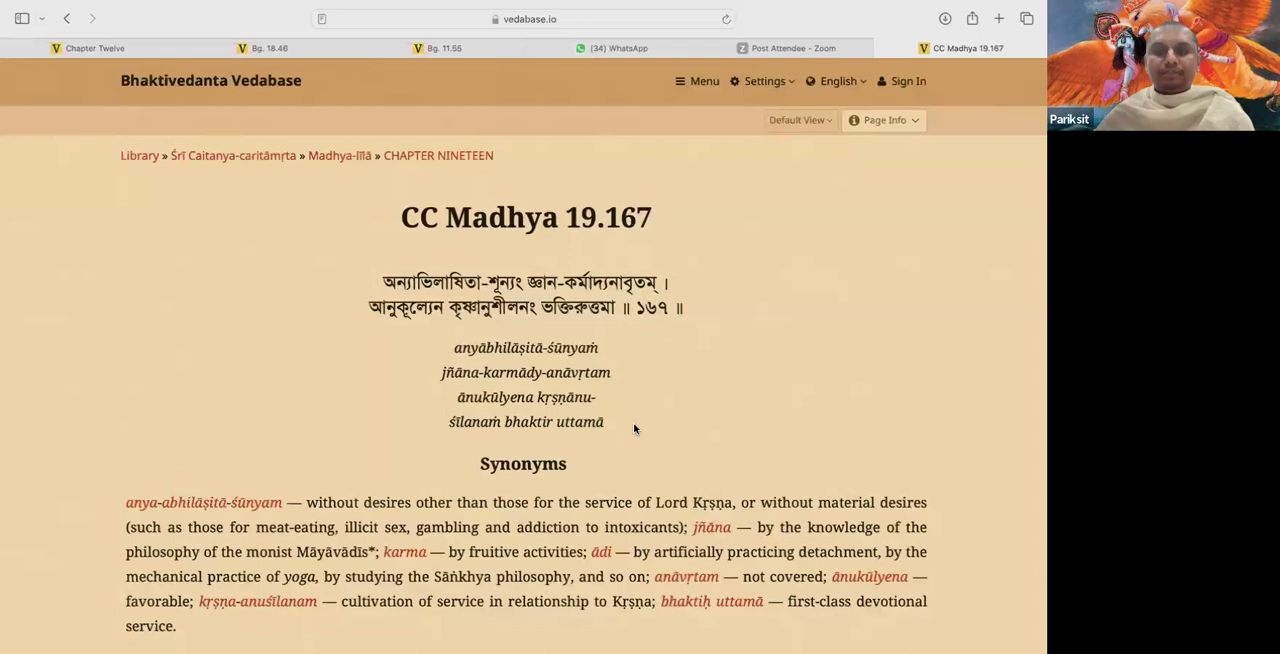 vedabase.io
Chapter Twelve
Bg. 18.46
Bg. 11.55
(34) WhatsApp
Post Attendee - Zoom
CC Madhya 19.167
Bhaktivedanta Vedabase
Menu Settings English Sign In
Default View Page Info
Library » Śrī Caitanya-caritāmṛta » Madhya-līlā » CHAPTER NINETEEN
CC Madhya 19.167
অন্যাভিলাষিতা-শূন্যং জ্ঞান-কর্মাদ্যনাবৃতম্ ।
আনুকূল্যেন কৃষ্ণানুশীলনং ভক্তিরুত্তমা ॥ ১৬৭ ॥
anyābhilāṣitā-śūnyaṁ
jñāna-karmādy-anāvṛtam
ānukūlyena kṛṣṇānu-
śīlanaṁ bhaktir uttamā
Synonyms
anya-abhilāṣitā-śūnyam — without desires other than those for the service of Lord Kṛṣṇa, or without material desires
(such as those for meat-eating, illicit sex, gambling and addiction to intoxicants); jñāna — by the knowledge of the
philosophy of the monist Māyāvādīs*; karma — by fruitive activities; ādi — by artificially practicing detachment, by the
mechanical practice of yoga, by studying the Sāṅkhya philosophy, and so on; anāvṛtam — not covered; ānukūlyena —
favorable; kṛṣṇa-anuśīlanam — cultivation of service in relationship to Kṛṣṇa; bhaktiḥ uttamā — first-class devotional
service.
Pariksit